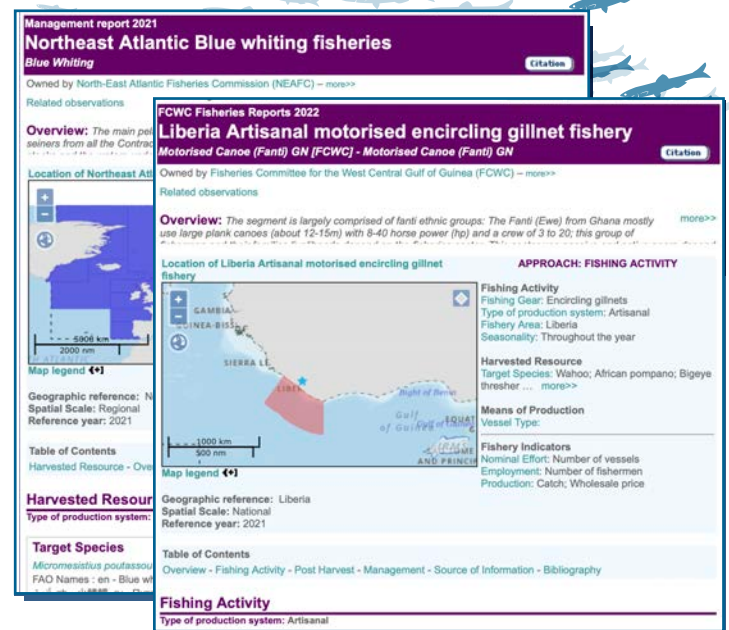 Management report 2021
Northeast Atlantic Blue whiting fisheries
Blue Whiting
Citation
Owned by North-East Atlantic Fisheries Commission (NEAFC) – more>>
Related observations
Overview: The main pel
seiners from all the Contrac
Location of Northeast Atl
5000 km
2000 nm
Map legend
Geographic reference: N
Spatial Scale: Regional
Reference year: 2021
Table of Contents
Harvested Resource - Ove
Harvested Resour
Type of production system:
Target Species
Micromesistius poutassou
FAO Names : en - Blue wh
FCWC Fisheries Reports 2022
Liberia Artisanal motorised encircling gillnet fishery
Motorised Canoe (Fanti) GN [FCWC] - Motorised Canoe (Fanti) GN
Citation
Owned by Fisheries Committee for the West Central Gulf of Guinea (FCWC) – more>>
Related observations
Overview: The segment is largely comprised of fanti ethnic groups: The Fanti (Ewe) from Ghana mostly more>>
use large plank canoes (about 12-15m) with 8-40 horse power (hp) and a crew of 3 to 20; this group of
Location of Liberia Artisanal motorised encircling gillnet
fishery
GAMBIA
GUINEA-BISS
SIERRA LE
LIBE
Bight of Benin
Gulf
of Guinea
EQUAT
AND PRINCIP
1000 km
500 nm
Map legend
Geographic reference: Liberia
Spatial Scale: National
Reference year: 2021
APPROACH: FISHING ACTIVITY
Fishing Activity
Fishing Gear: Encircling gillnets
Type of production system: Artisanal
Fishery Area: Liberia
Seasonality: Throughout the year
Harvested Resource
Target Species: Wahoo; African pompano; Bigeye
thresher ... more>>
Means of Production
Vessel Type:
Fishery Indicators
Nominal Effort: Number of vessels
Employment: Number of fishermen
Production: Catch; Wholesale price
Table of Contents
Overview - Fishing Activity - Post Harvest - Management - Source of Information - Bibliography
Fishing Activity
Type of production system: Artisanal